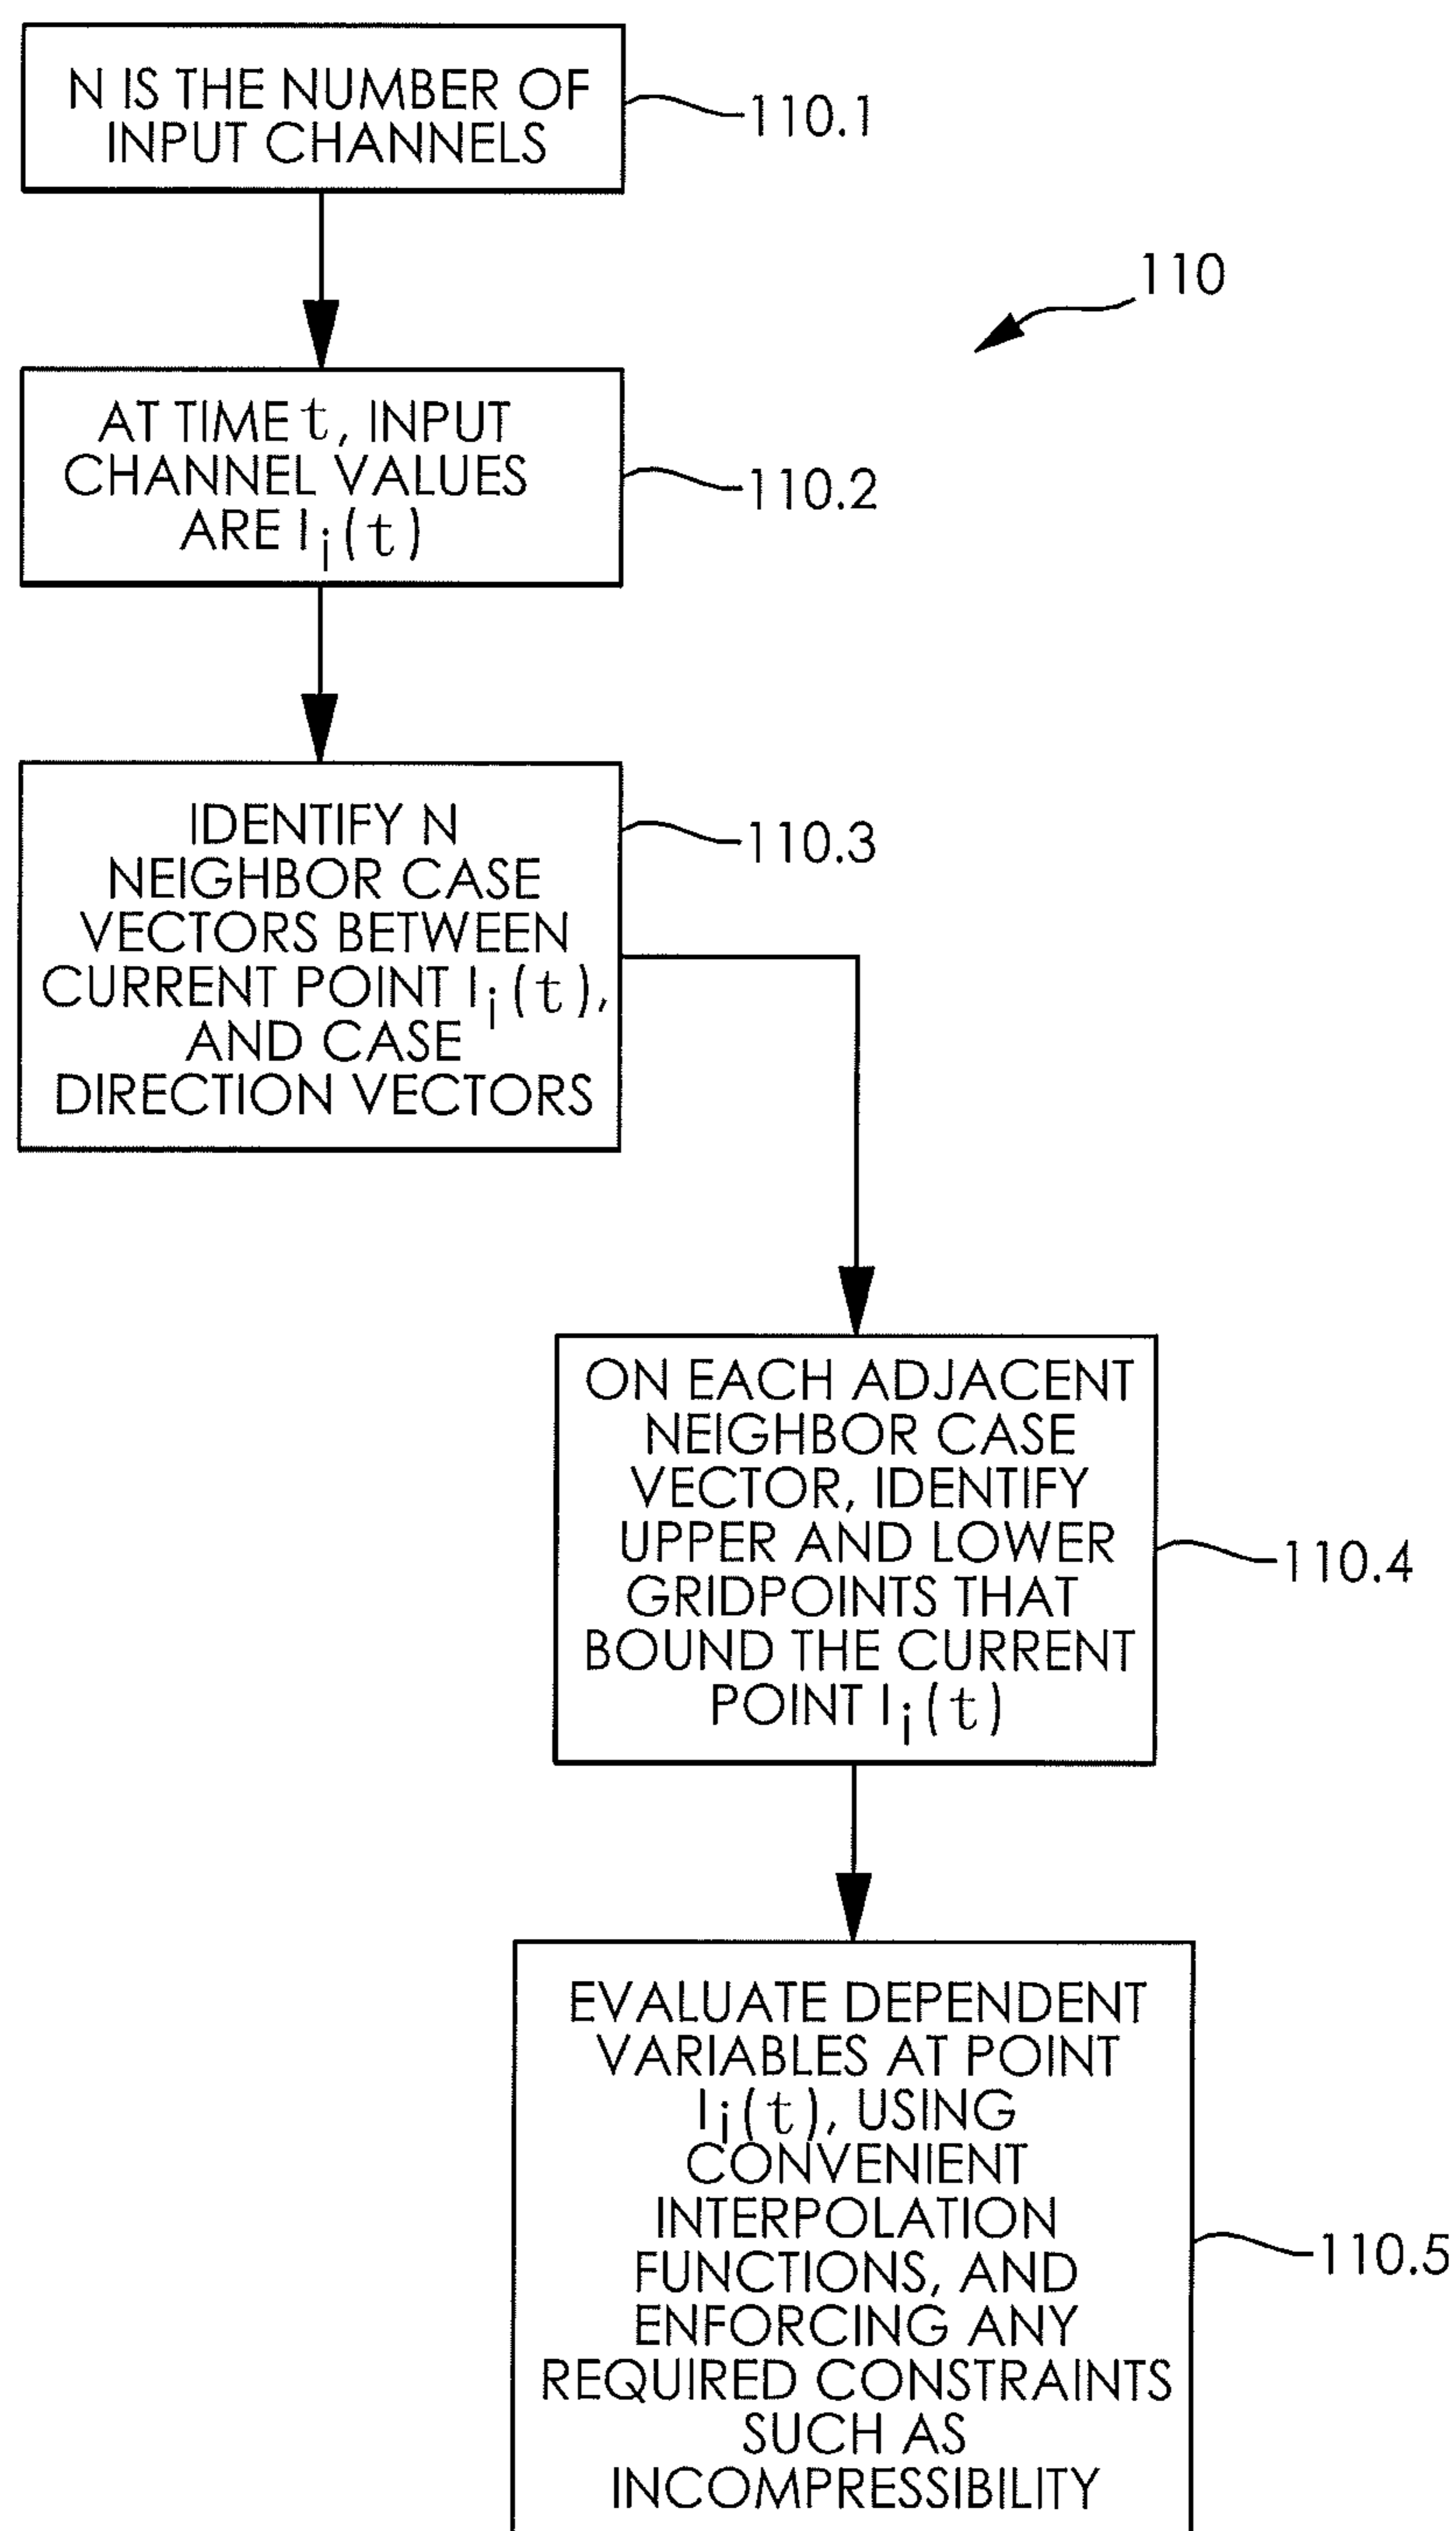 N IS THE NUMBER OF
INPUT CHANNELS
110.1
110
AT TIME t, INPUT
CHANNEL VALUES
ARE Ii(t)
110.2
IDENTIFY N
NEIGHBOR CASE
VECTORS BETWEEN
CURRENT POINT Ii(t),
AND CASE
DIRECTION VECTORS
110.3
ON EACH ADJACENT
NEIGHBOR CASE
VECTOR, IDENTIFY
UPPER AND LOWER
GRIDPOINTS THAT
BOUND THE CURRENT
POINT Ii(t)
110.4
EVALUATE DEPENDENT
VARIABLES AT POINT
Ii(t), USING
CONVENIENT
INTERPOLATION
FUNCTIONS, AND
ENFORCING ANY
REQUIRED CONSTRAINTS
SUCH AS
INCOMPRESSIBILITY
110.5